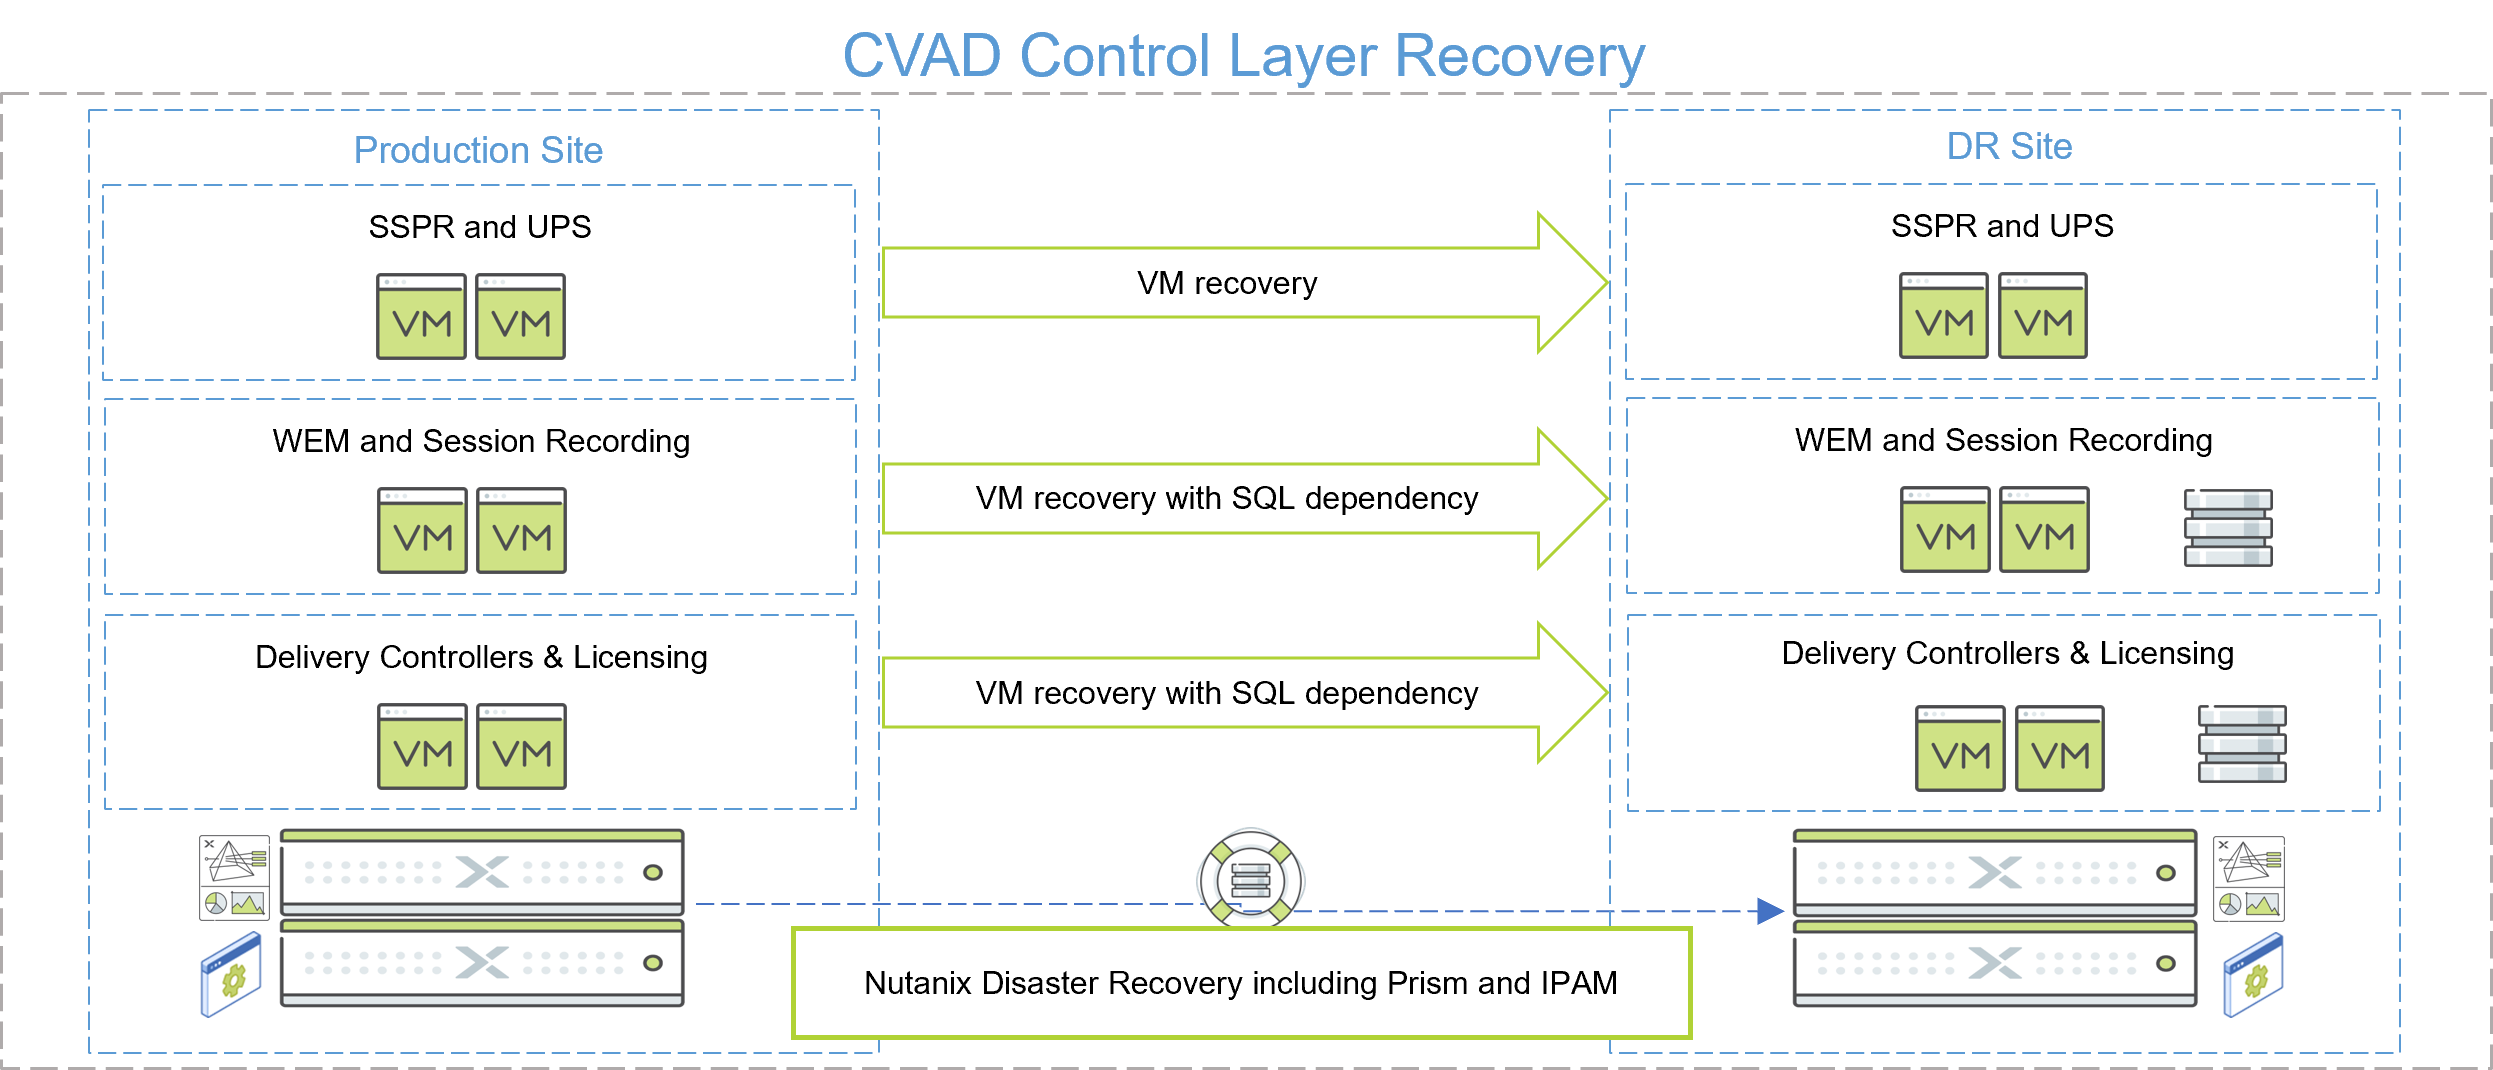 CVAD Control Layer Recovery
Production Site
DR Site
SSPR and UPS
VM VM
VM recovery
SSPR and UPS
VM VM
WEM and Session Recording
VM VM
VM recovery with SQL dependency
WEM and Session Recording
VM VM
Delivery Controllers & Licensing
VM VM
VM recovery with SQL dependency
Delivery Controllers & Licensing
VM VM
Nutanix Disaster Recovery including Prism and IPAM